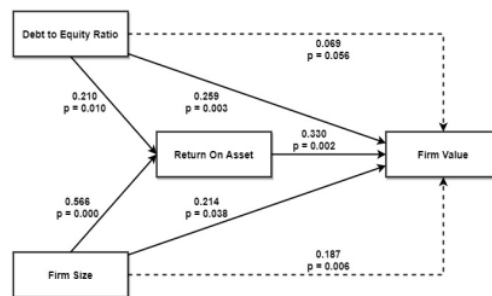 Debt to Equity Ratio
0.069
p = 0.056
0.210
p = 0.010
0.259
p = 0.003
0.330
p = 0.002
Return On Asset
Firm Value
0.566
p = 0.000
0.214
p = 0.038
0.187
p = 0.006
Firm Size